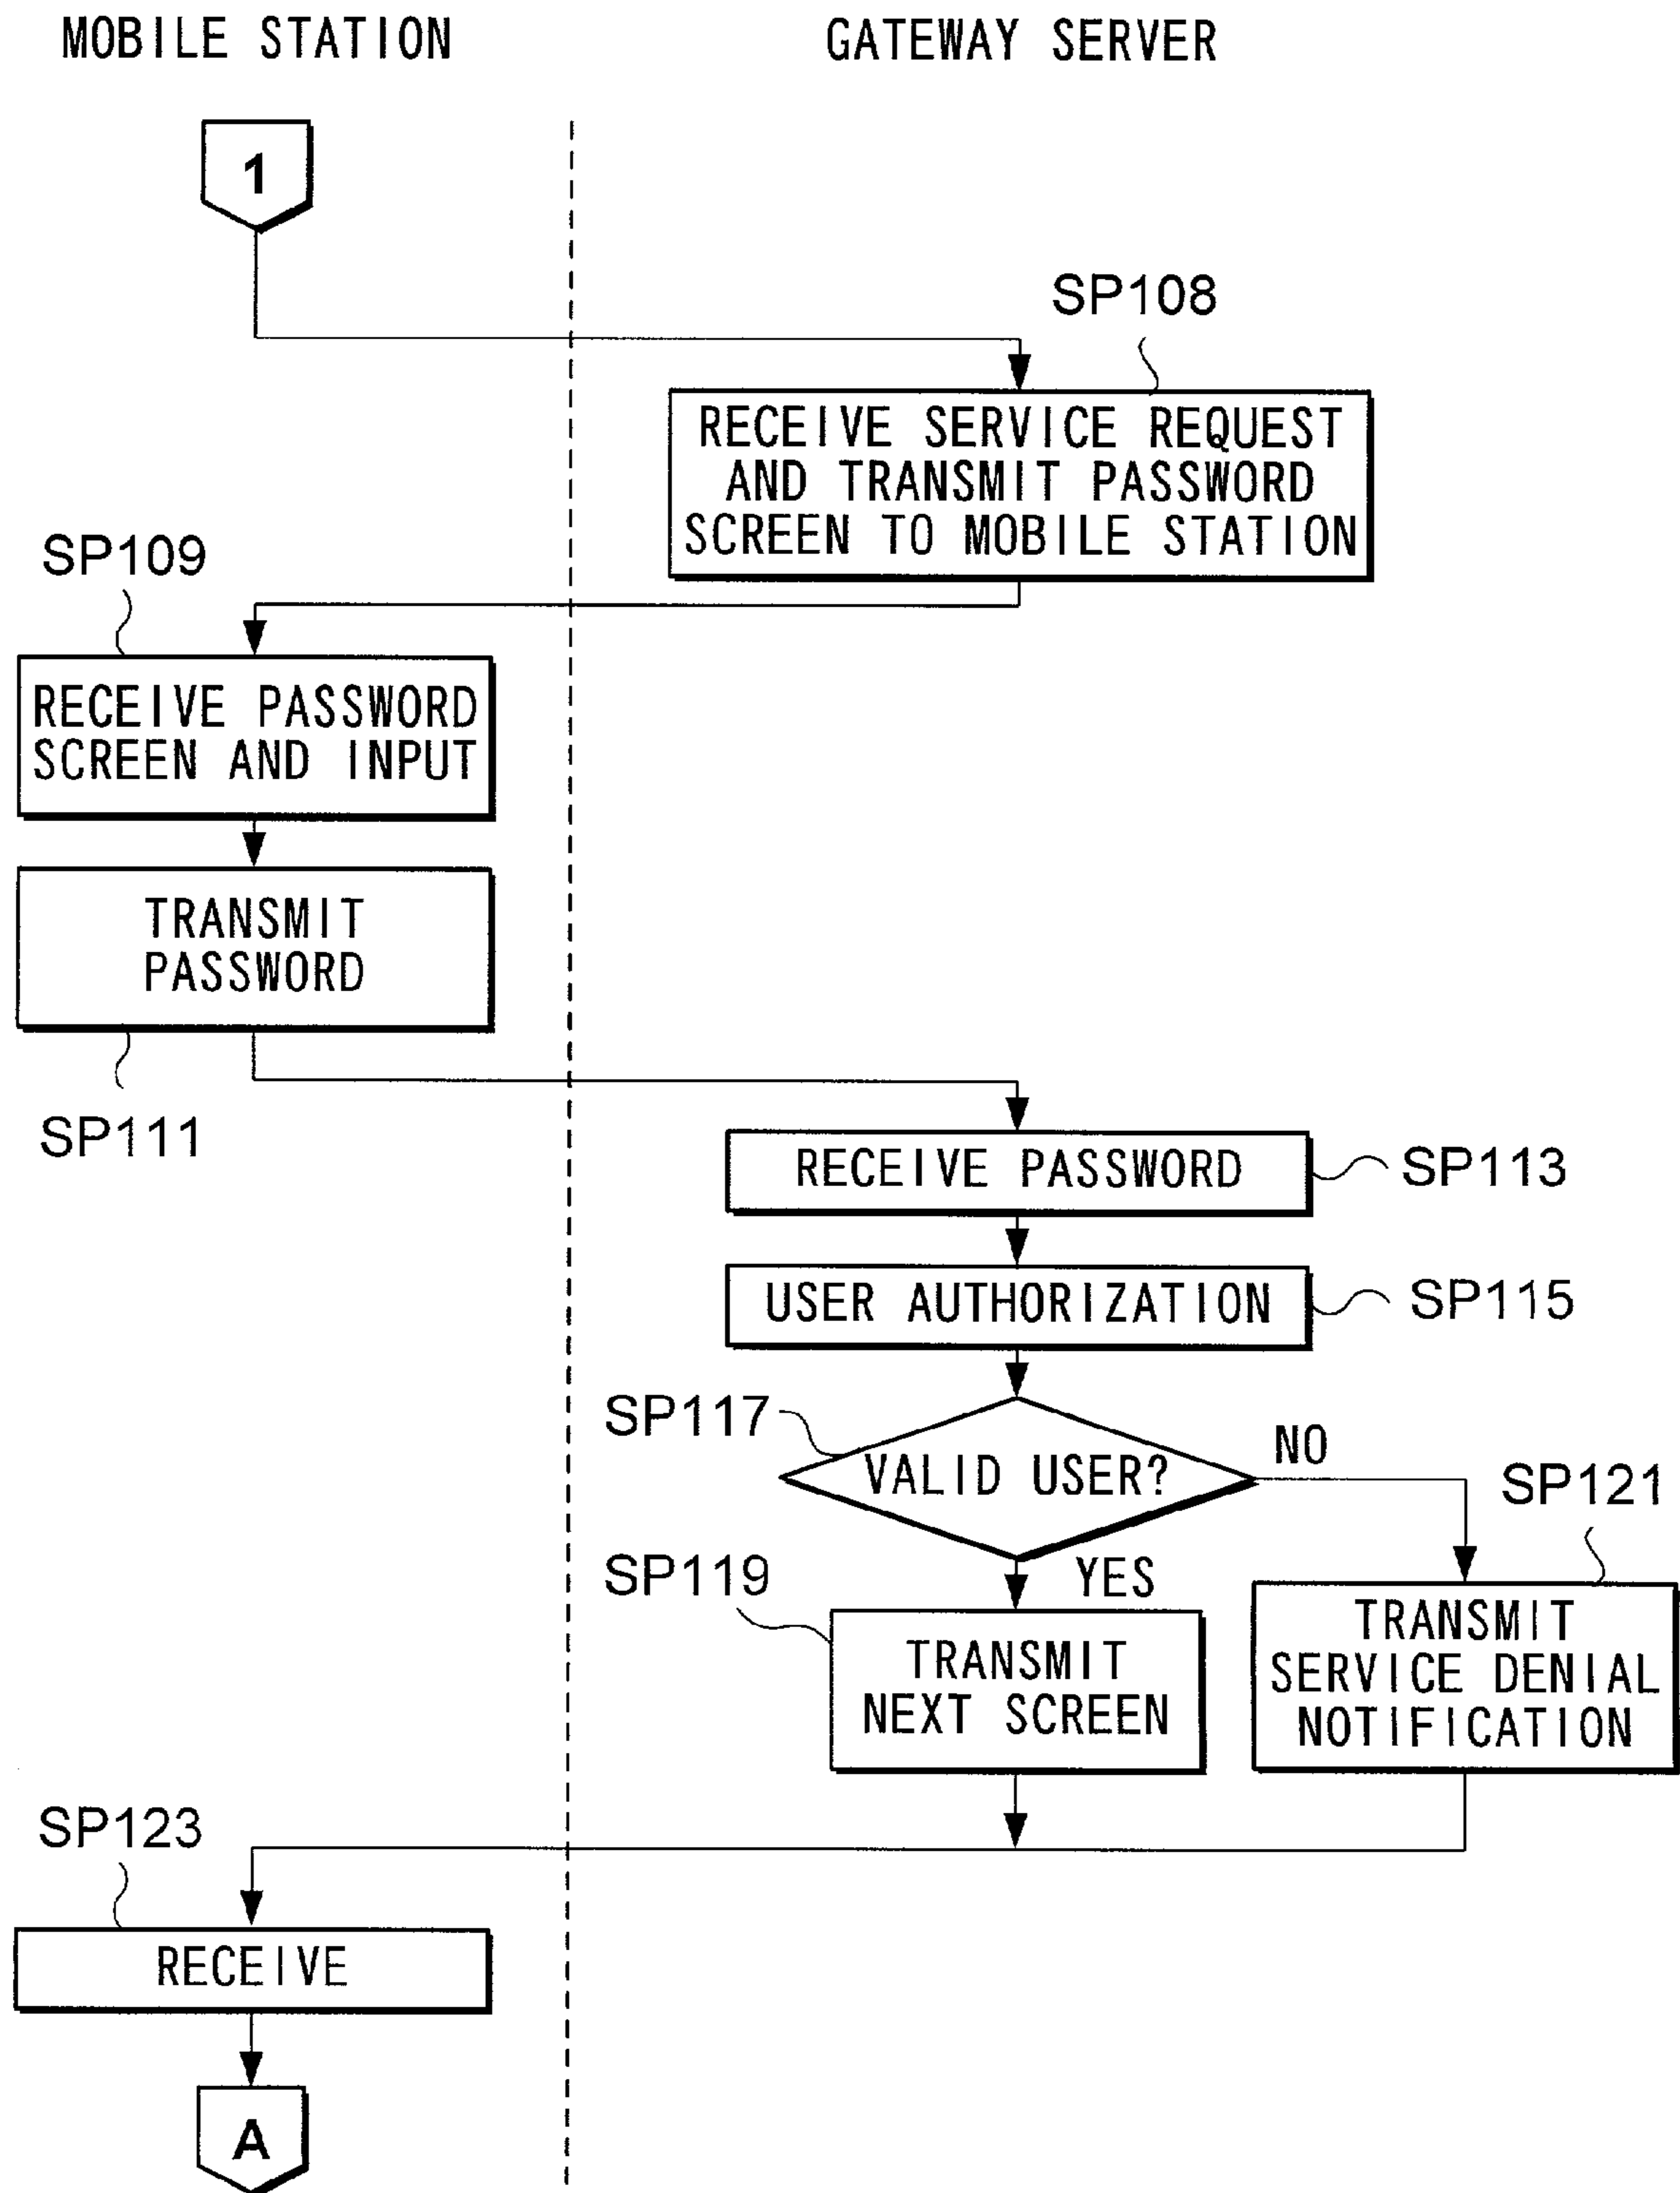 MOBILE STATION
GATEWAY SERVER
1
SP108
RECEIVE SERVICE REQUEST
AND TRANSMIT PASSWORD
SCREEN TO MOBILE STATION
SP109
RECEIVE PASSWORD
SCREEN AND INPUT
TRANSMIT
PASSWORD
SP111
RECEIVE PASSWORD
SP113
USER AUTHORIZATION
SP115
SP117
VALID USER?
NO
SP121
SP119
YES
TRANSMIT
NEXT SCREEN
TRANSMIT
SERVICE DENIAL
NOTIFICATION
SP123
RECEIVE
A